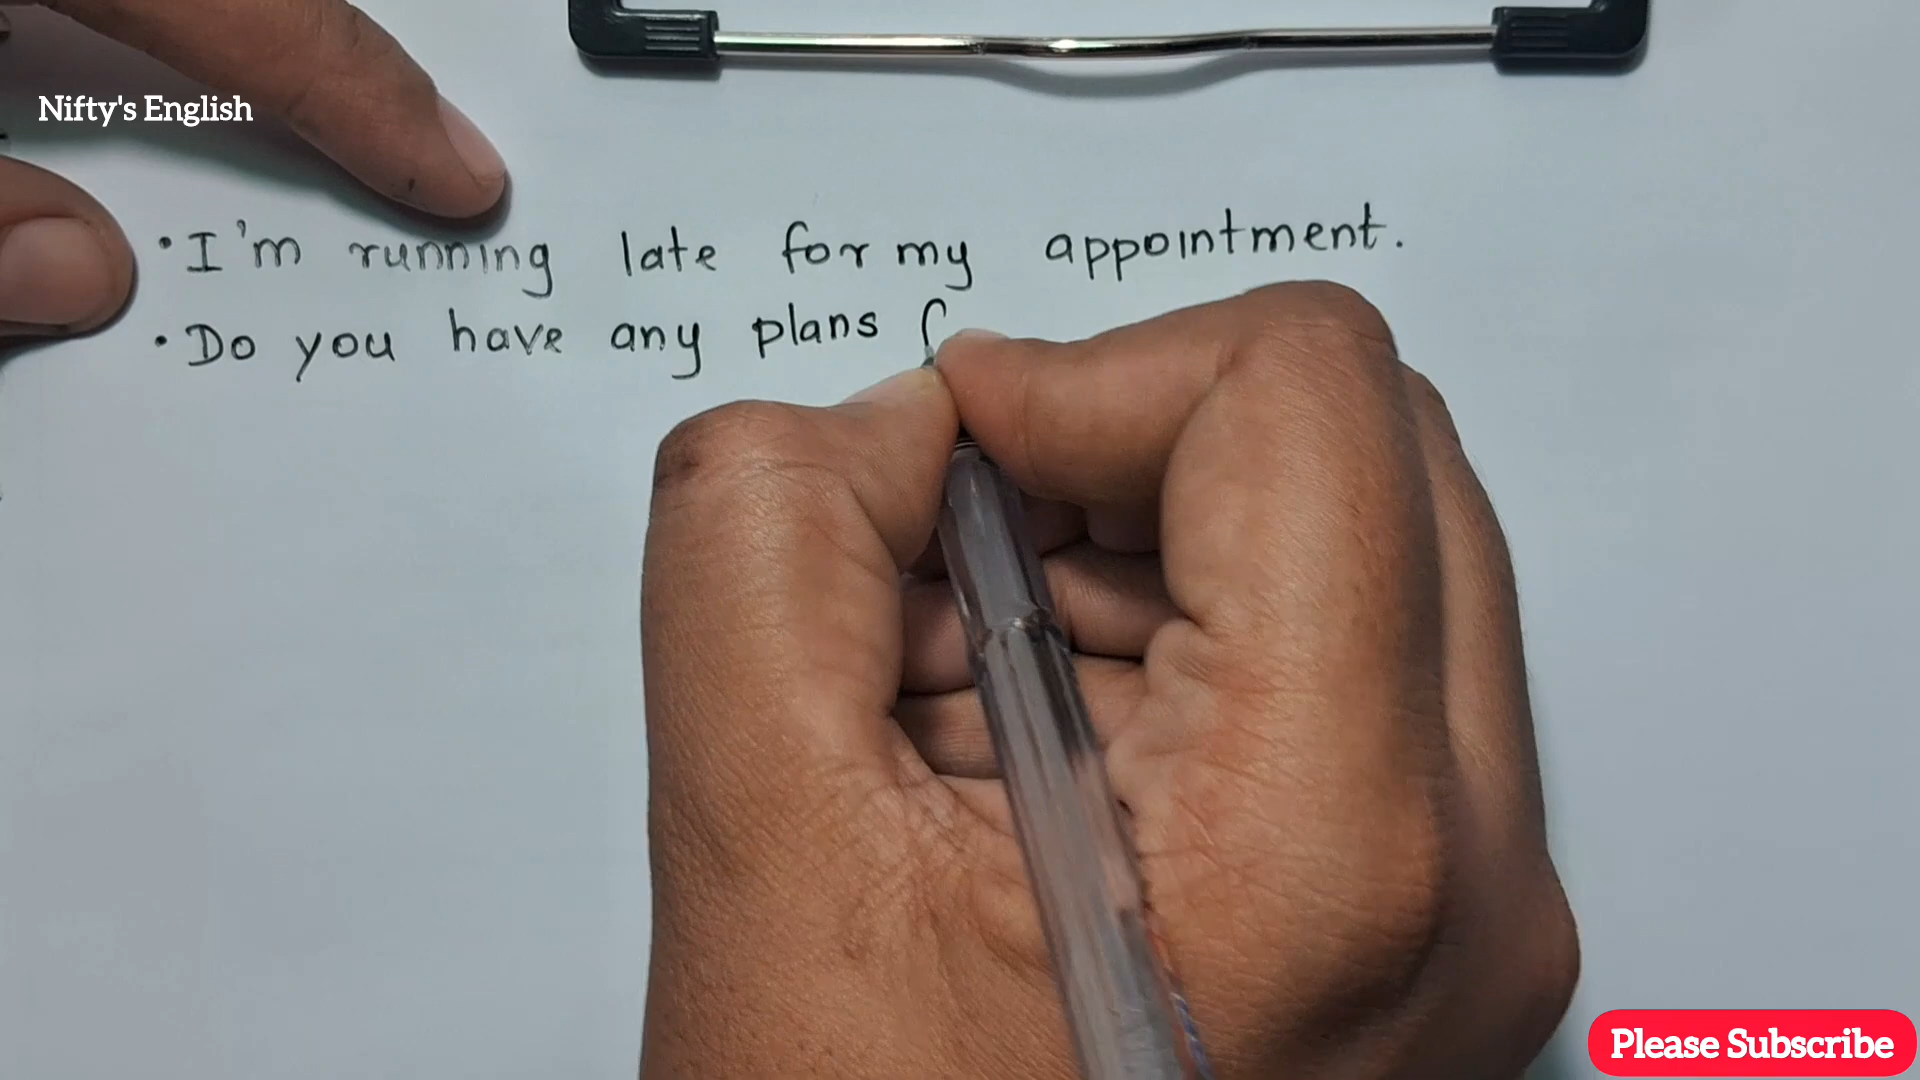 Nifty's English
• I'm running late for my appointment.
• Do you have any plans
Please Subscribe